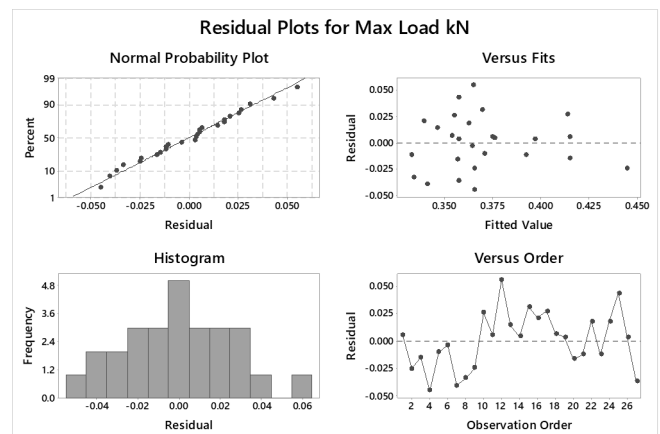 Residual Plots for Max Load kN
Normal Probability Plot
Percent
99
90
50
10
1
-0.050 -0.025 0.000 0.025 0.050
Residual
Versus Fits
Residual
0.050
0.025
0.000
-0.025
-0.050
0.350 0.375 0.400 0.425 0.450
Fitted Value
Histogram
Frequency
4.8
3.6
2.4
1.2
0.0
-0.04 -0.02 0.00 0.02 0.04 0.06
Residual
Versus Order
Residual
0.050
0.025
0.000
-0.025
-0.050
2 4 6 8 10 12 14 16 18 20 22 24 26
Observation Order